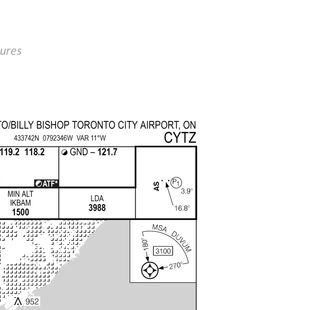 ures
TO/BILLY BISHOP TORONTO CITY AIRPORT, ON
433742N 0792346W VAR 11°W
CYTZ
119.2 118.2
GND – 121.7
ATF
AS
P
3.9°
16.8'
MIN ALT
IKBAM
1500
LDA
3988
MSA DUVUM
180°
3100
270°
952